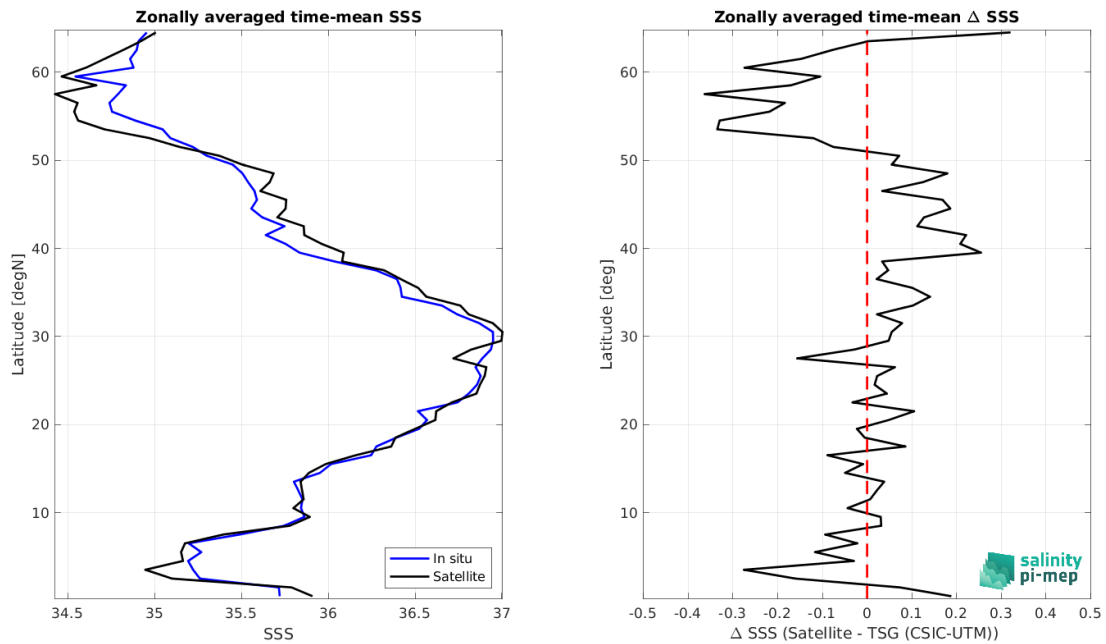 Zonally averaged time-mean SSS
60
50
40
30
20
10
34.5 35 35.5 36 36.5 37
Latitude [degN]
SSS
In situ
Satellite
Zonally averaged time-mean Δ SSS
60
50
40
30
20
10
-0.5 -0.4 -0.3 -0.2 -0.1 0 0.1 0.2 0.3 0.4 0.5
Latitude [deg]
Δ SSS (Satellite - TSG (CSIC-UTM))
salinity
pi-mep